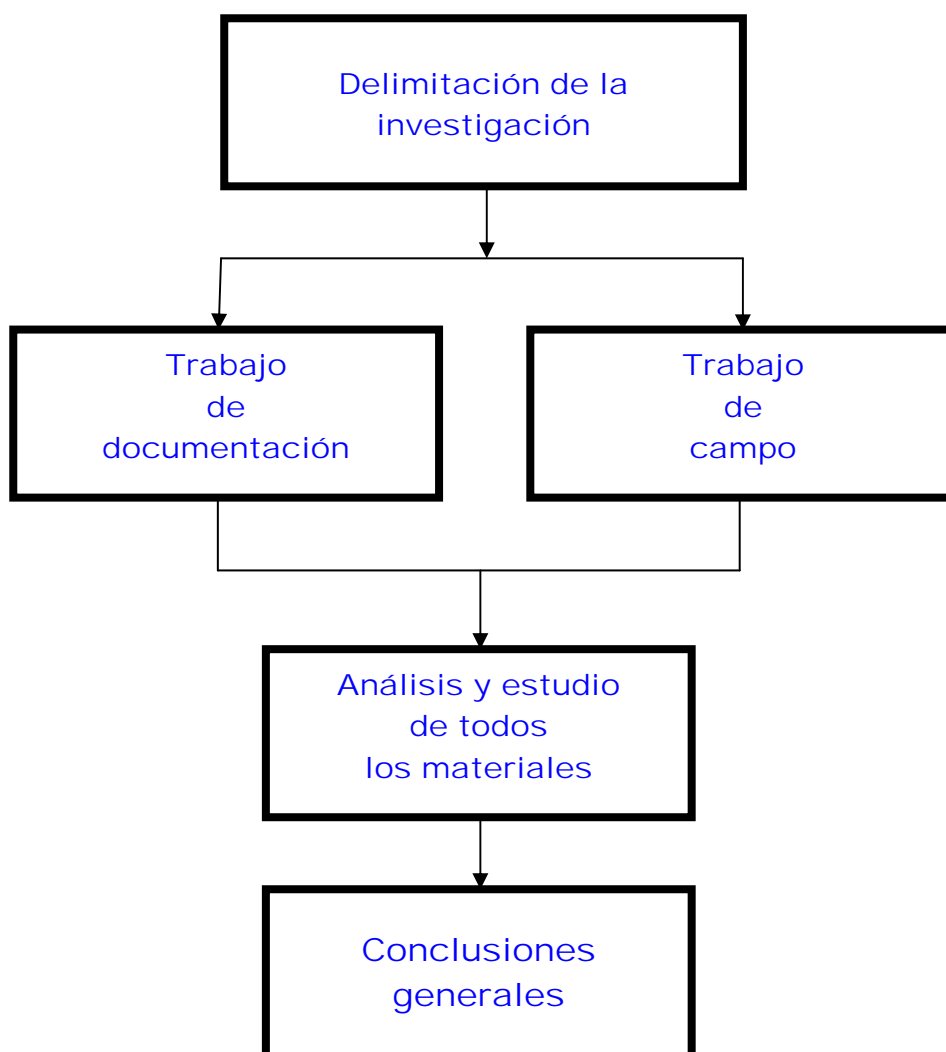 Delimitación de la
investigación
Trabajo
de
documentación
Trabajo
de
campo
Análisis y estudio
de todos
los materiales
Conclusiones
generales